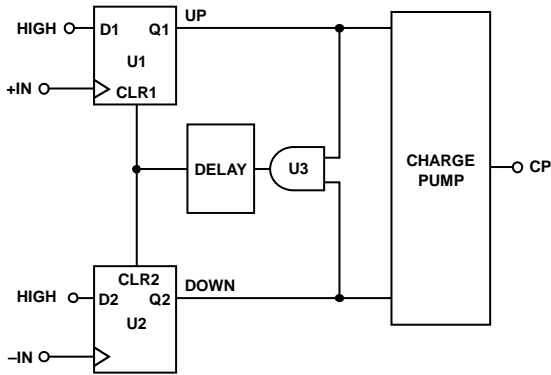 UP
HIGH
D1
Q1
U1
+IN
CLR1
DELAY
U3
CHARGE
PUMP
CP
CLR2
DOWN
HIGH
D2
Q2
U2
–IN